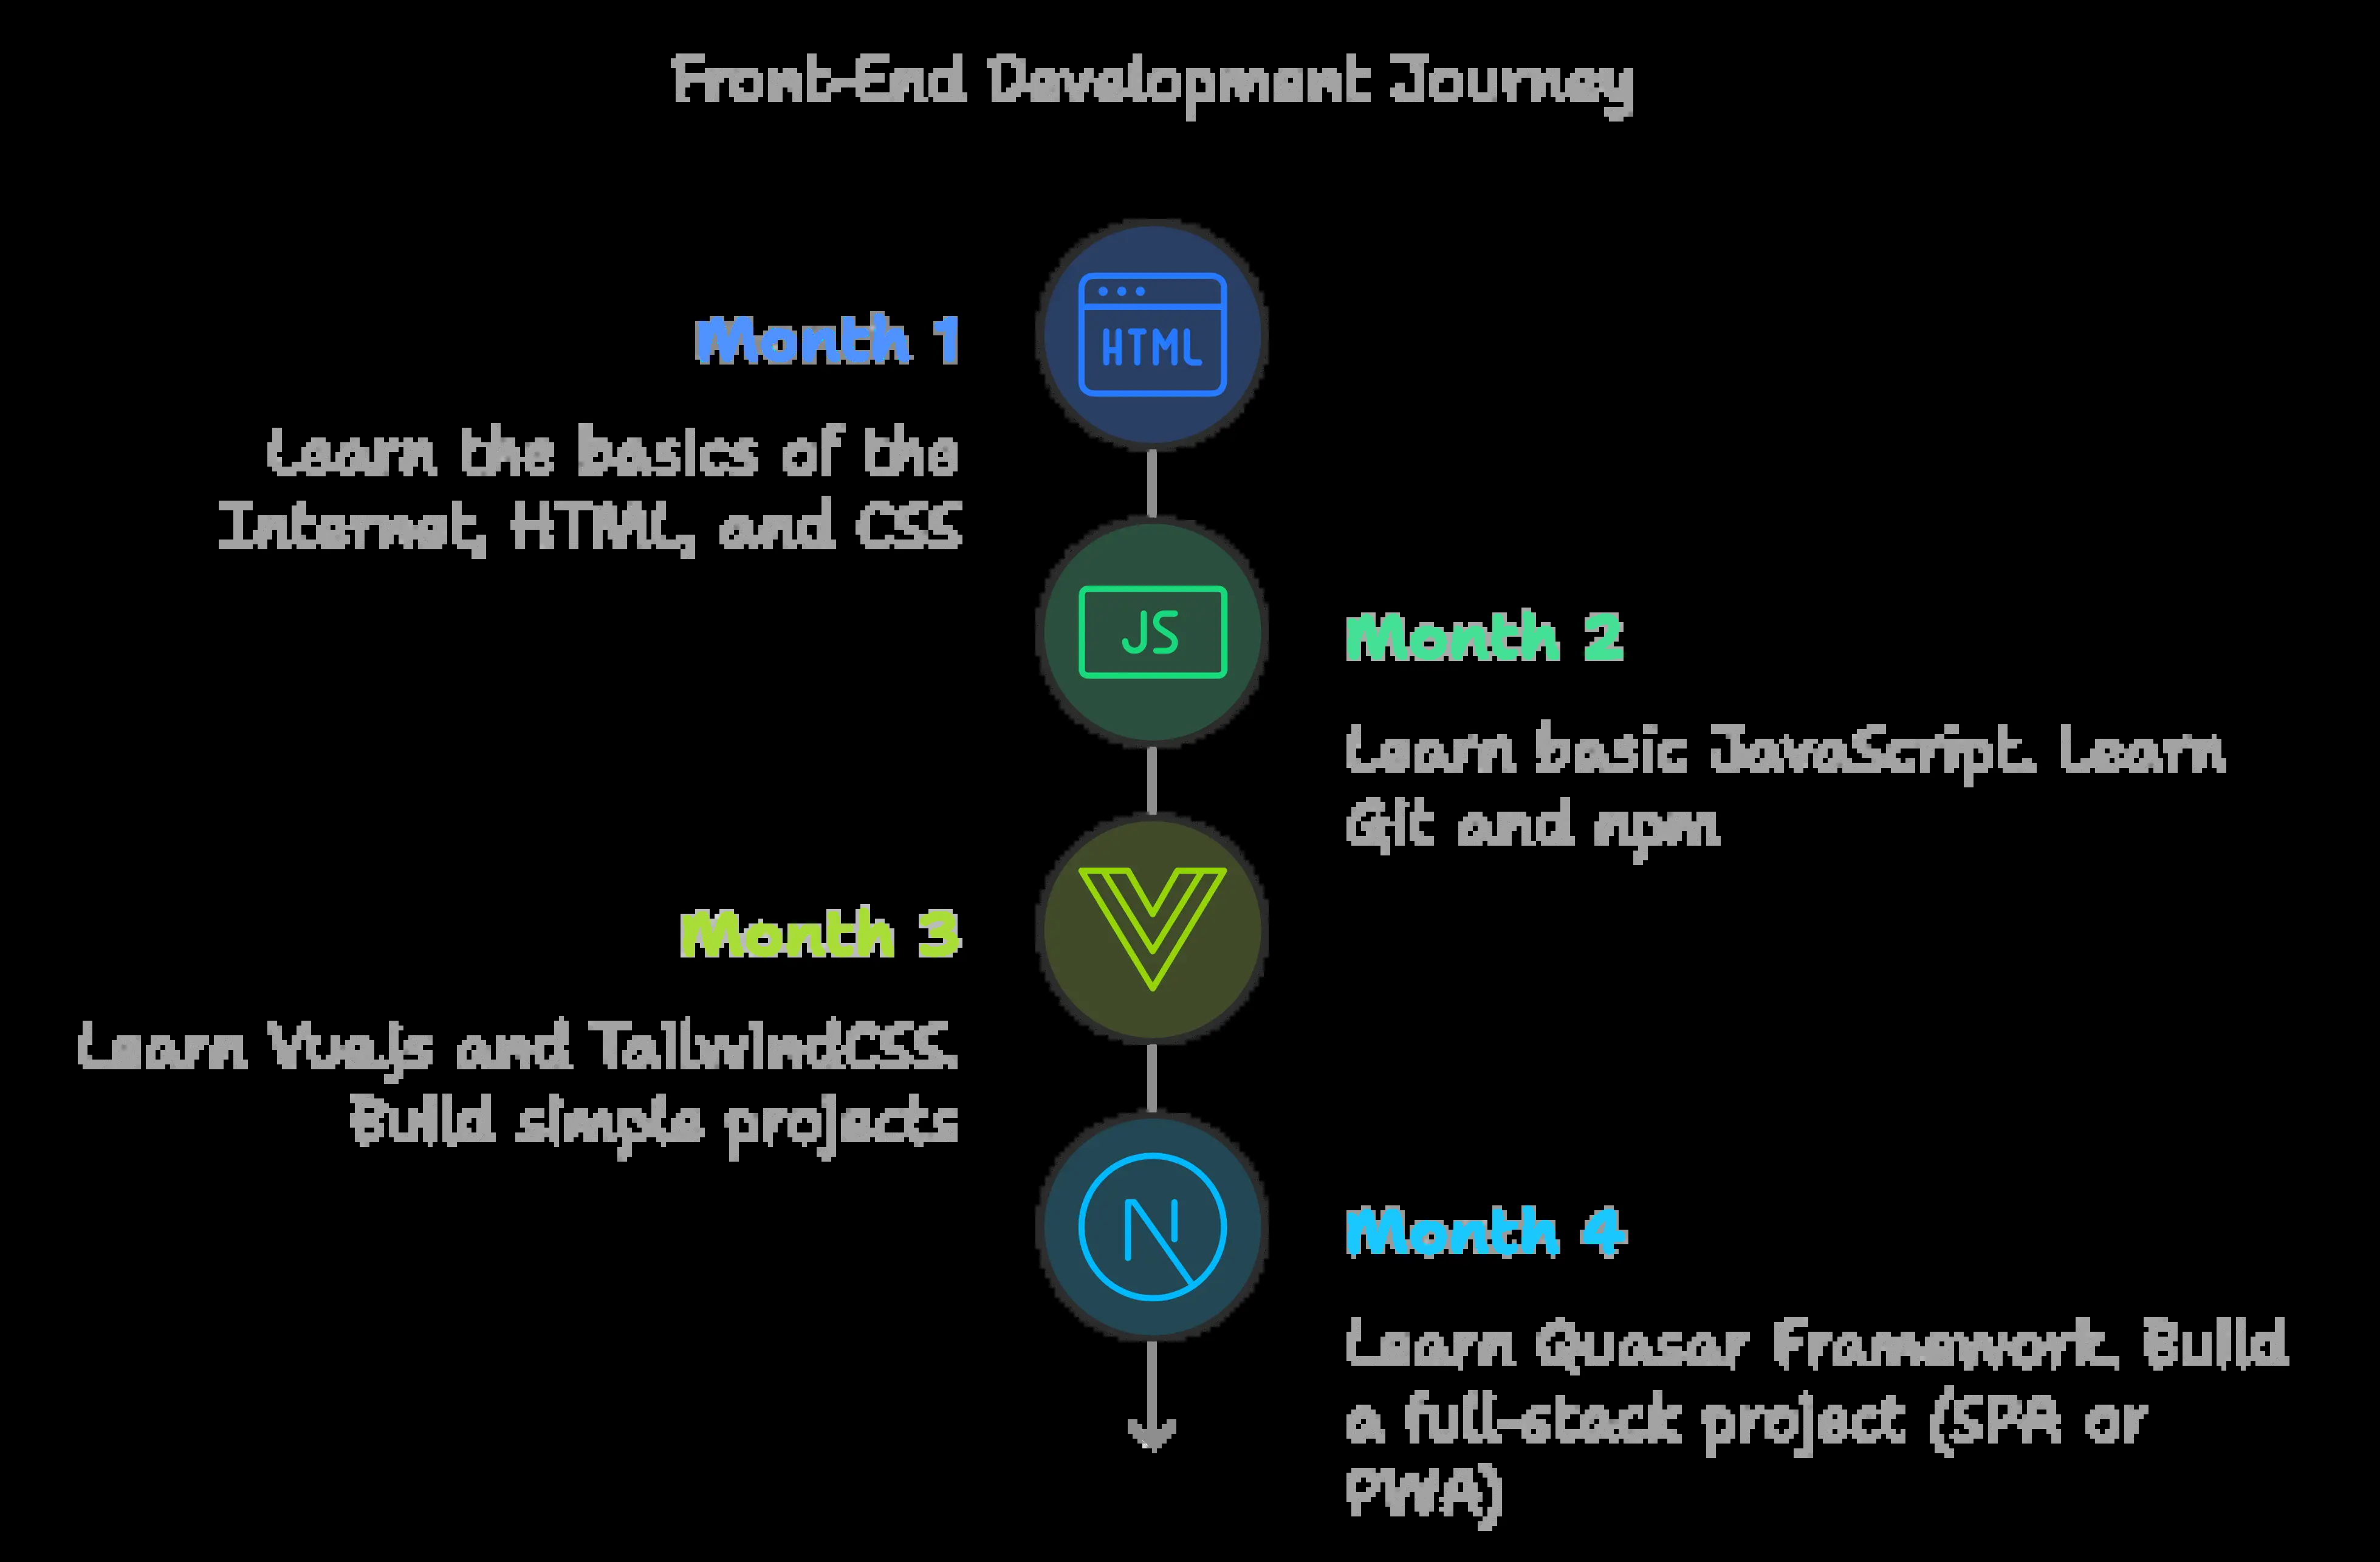 Front-End Development Journey
HTML
Month 1
Learn the basics of the
Internet, HTML, and CSS
JS
Month 2
Learn basic JavaScript. Learn
Git and npm
Month 3
Learn Vue.js and TailwindCSS.
Build simple projects
N
Month 4
Learn Quasar Framework. Build
a full-stack project (SPA or
PWA)